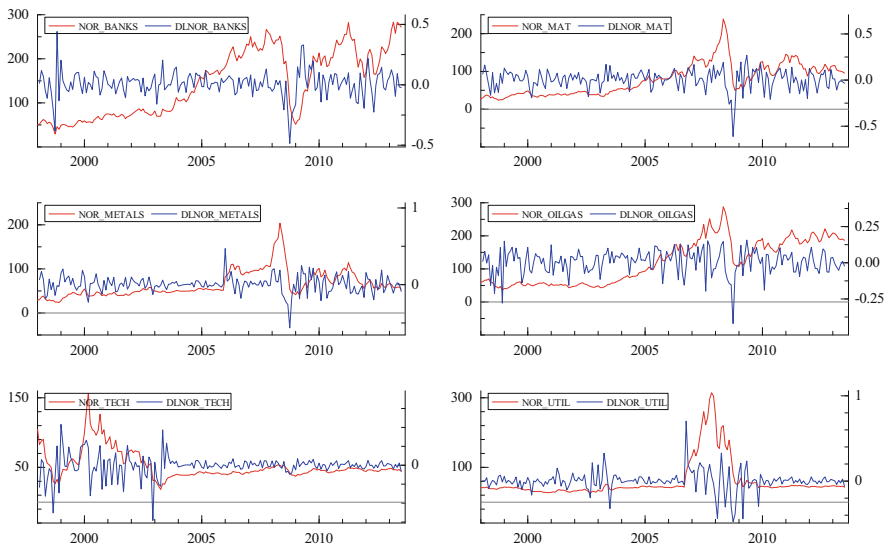 NOR_BANKS DLNOR_BANKS
300
200
100
0.5
0.0
-0.5
2000 2005 2010
NOR_MAT DLNOR_MAT
200
100
0
0.5
0.0
-0.5
2000 2005 2010
NOR_METALS DLNOR_METALS
200
100
0
1
0
2000 2005 2010
NOR_OILGAS DLNOR_OILGAS
300
200
100
0
0.25
0.00
-0.25
2000 2005 2010
NOR_TECH DLNOR_TECH
150
50
0
2000 2005 2010
NOR_UTIL DLNOR_UTIL
300
100
1
0
2000 2005 2010